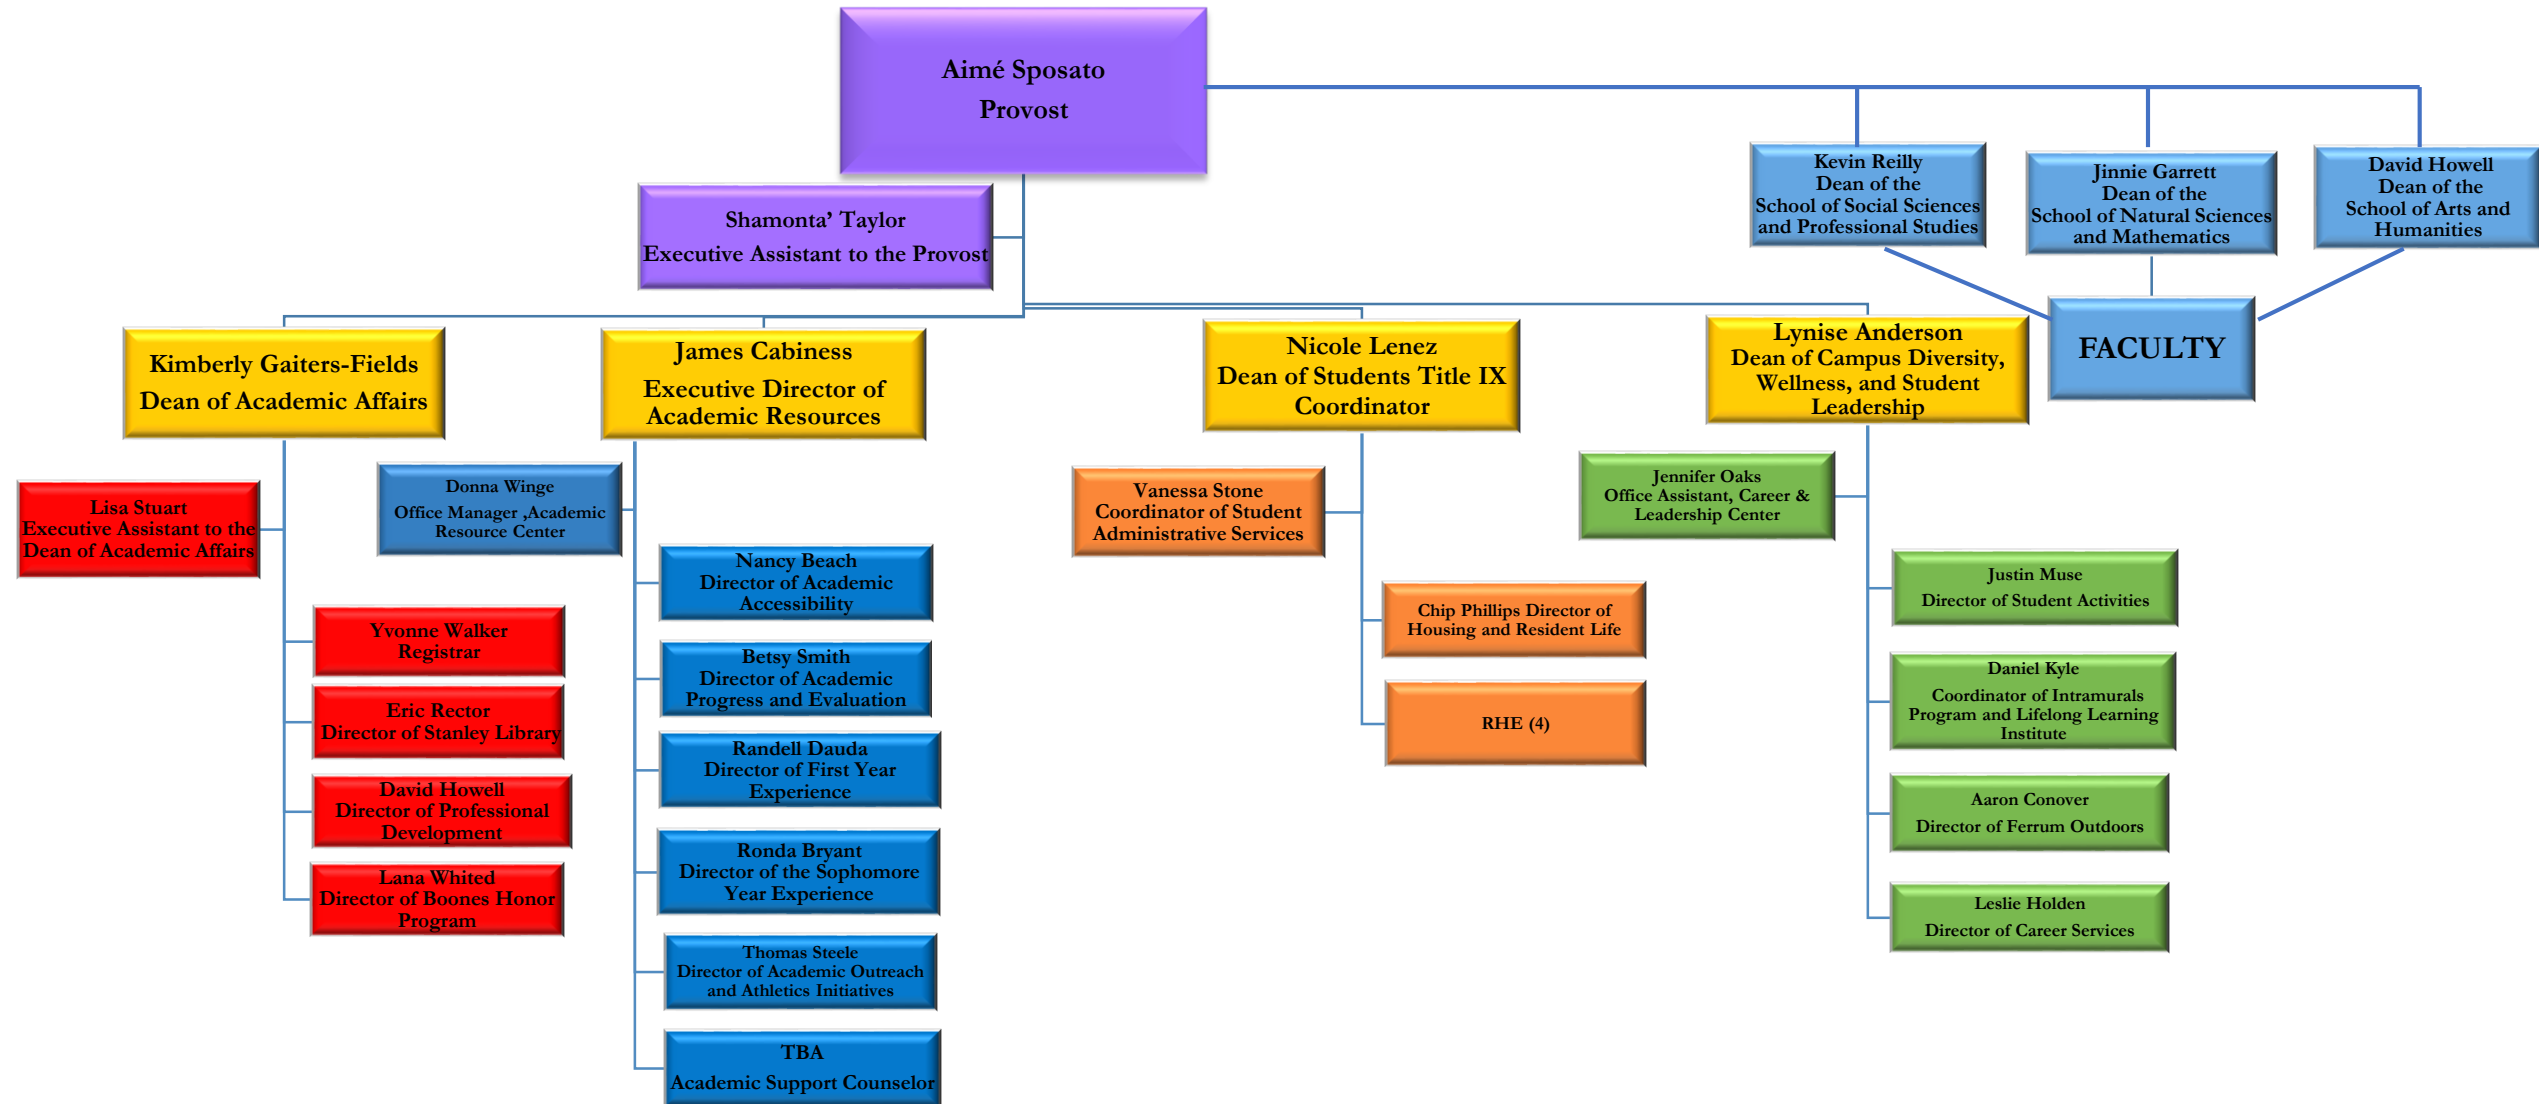 Aimé Sposato
Provost
Shamonta’ Taylor
Executive Assistant to the Provost
Kevin Reilly
Dean of the
School of Social Sciences
and Professional Studies
Jinnie Garrett
Dean of the
School of Natural Sciences
and Mathematics
David Howell
Dean of the
School of Arts and
Humanities
FACULTY
Kimberly Gaiters-Fields
Dean of Academic Affairs
James Cabiness
Executive Director of
Academic Resources
Nicole Lenez
Dean of Students Title IX
Coordinator
Lynise Anderson
Dean of Campus Diversity,
Wellness, and Student
Leadership
Lisa Stuart
Executive Assistant to the
Dean of Academic Affairs
Yvonne Walker
Registrar
Eric Rector
Director of Stanley Library
David Howell
Director of Professional
Development
Lana Whited
Director of Boones Honor
Program
Donna Winge
Office Manager ,Academic
Resource Center
Nancy Beach
Director of Academic
Accessibility
Betsy Smith
Director of Academic
Progress and Evaluation
Randell Dauda
Director of First Year
Experience
Ronda Bryant
Director of the Sophomore
Year Experience
Thomas Steele
Director of Academic Outreach
and Athletics Initiatives
TBA
Academic Support Counselor
Vanessa Stone
Coordinator of Student
Administrative Services
Chip Phillips Director of
Housing and Resident Life
RHE (4)
Jennifer Oaks
Office Assistant, Career &
Leadership Center
Justin Muse
Director of Student Activities
Daniel Kyle
Coordinator of Intramurals
Program and Lifelong Learning
Institute
Aaron Conover
Director of Ferrum Outdoors
Leslie Holden
Director of Career Services